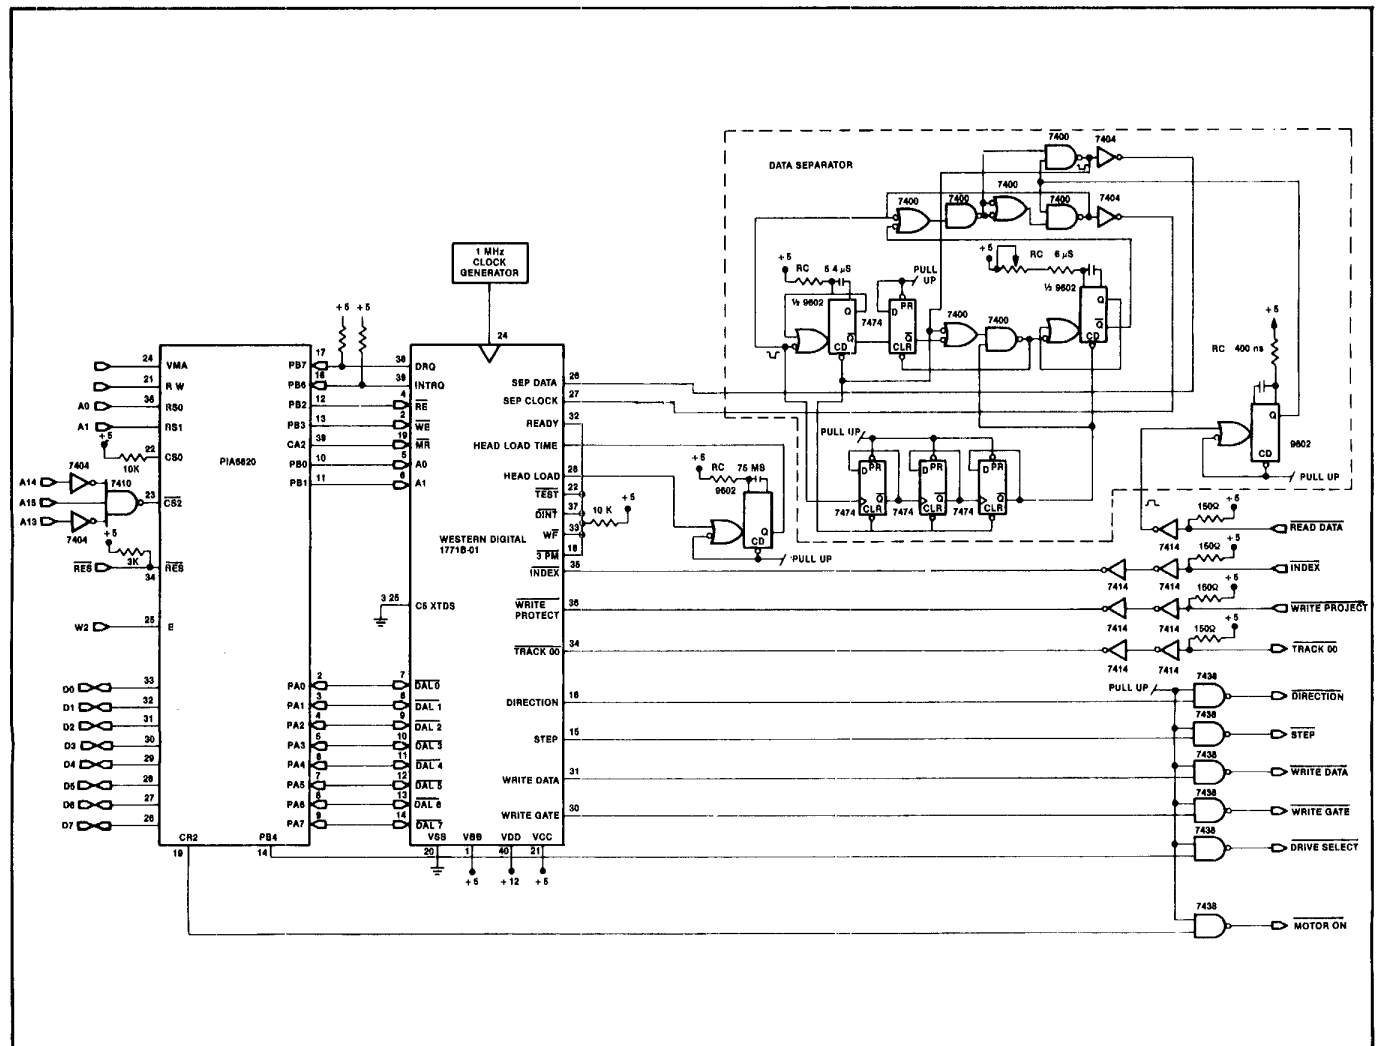 DATA SEPARATOR
7400
7404
7400
7400
7400
7400
7404
1 MHz
CLOCK
GENERATOR
24
+5
RC
5 4 µS
½ 9602
Q
Q
CD
PULL
UP
D
PR
7474
CLR
Q
7400
7400
+5
RC
6 µS
½ 9602
Q
Q
CD
+5
RC 400 ns
Q
9602
CD
PULL UP
PULL UP
D PR
Q
CLR
7474
D PR
Q
CLR
7474
D PR
Q
CLR
7474
+5
+5
24
VMA
21
R W
A0
36
RS0
A1
RS1
+5
22
CS0
10K
7404
A14
7410
A15
23
CS2
A13
7404
+5
3K
RES
34
RES
W2
25
E
D0
33
D1
32
D2
31
D3
30
D4
29
D5
28
D6
27
D7
26
PIA6820
PB7
17
PB6
16
PB2
12
PB3
13
CA2
39
PB0
10
PB1
11
PA0
2
PA1
3
PA2
4
PA3
5
PA4
6
PA5
7
PA6
8
PA7
9
CR2
19
PB4
14
38
DRQ
39
INTRQ
4
RE
2
WE
19
MR
5
A0
6
A1
WESTERN DIGITAL
1771B-01
3 25
CS XTDS
7
DAL0
8
DAL 1
9
DAL 2
10
DAL 3
11
DAL 4
12
DAL 5
13
DAL 6
14
DAL 7
VSS
20
VBB
1
+5
VDD
40
+12
VCC
21
+5
SEP DATA
26
SEP CLOCK
27
READY
32
HEAD LOAD TIME
HEAD LOAD
28
TEST
22
DINT
37
WF
33
3 PM
18
10 K
+5
INDEX
35
WRITE
PROTECT
36
TRACK 00
34
DIRECTION
16
STEP
15
WRITE DATA
31
WRITE GATE
30
+5
RC
75 MS
9602
Q
CD
PULL UP
150Ω
+5
7414
READ DATA
150Ω
+5
7414
7414
INDEX
150Ω
+5
7414
7414
WRITE PROJECT
150Ω
+5
7414
7414
TRACK 00
PULL UP
7438
DIRECTION
7438
STEP
7438
WRITE DATA
7438
WRITE GATE
7438
DRIVE SELECT
7438
MOTOR ON